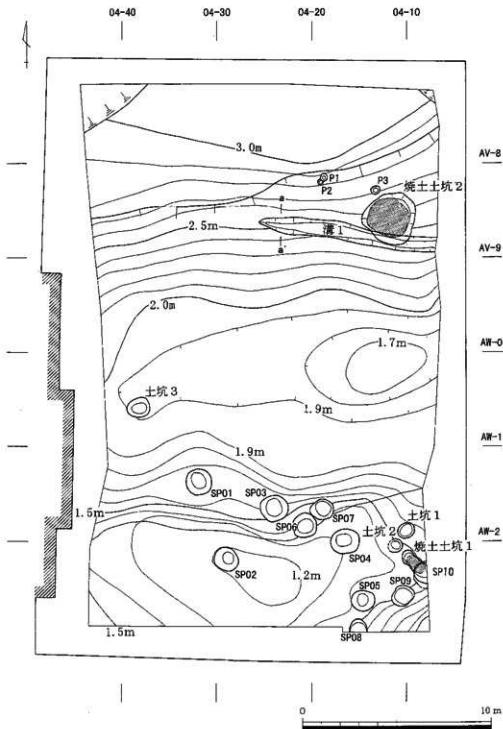 04-40 04-30 04-20 04-10
AV-8
3.0m
P1
P2
P3
焼土土坑2
a
2.5m
溝1
a'
AV-9
2.0m
AW-0
1.7m
土坑3
1.9m
AW-1
1.9m
SP01
SP03
1.5m
SP07
SP06
土坑1
土坑2
AW-2
SP04
焼土土坑1
SP02
1.2m
SP10
SP05
SP09
1.5m
SP08
0 10m